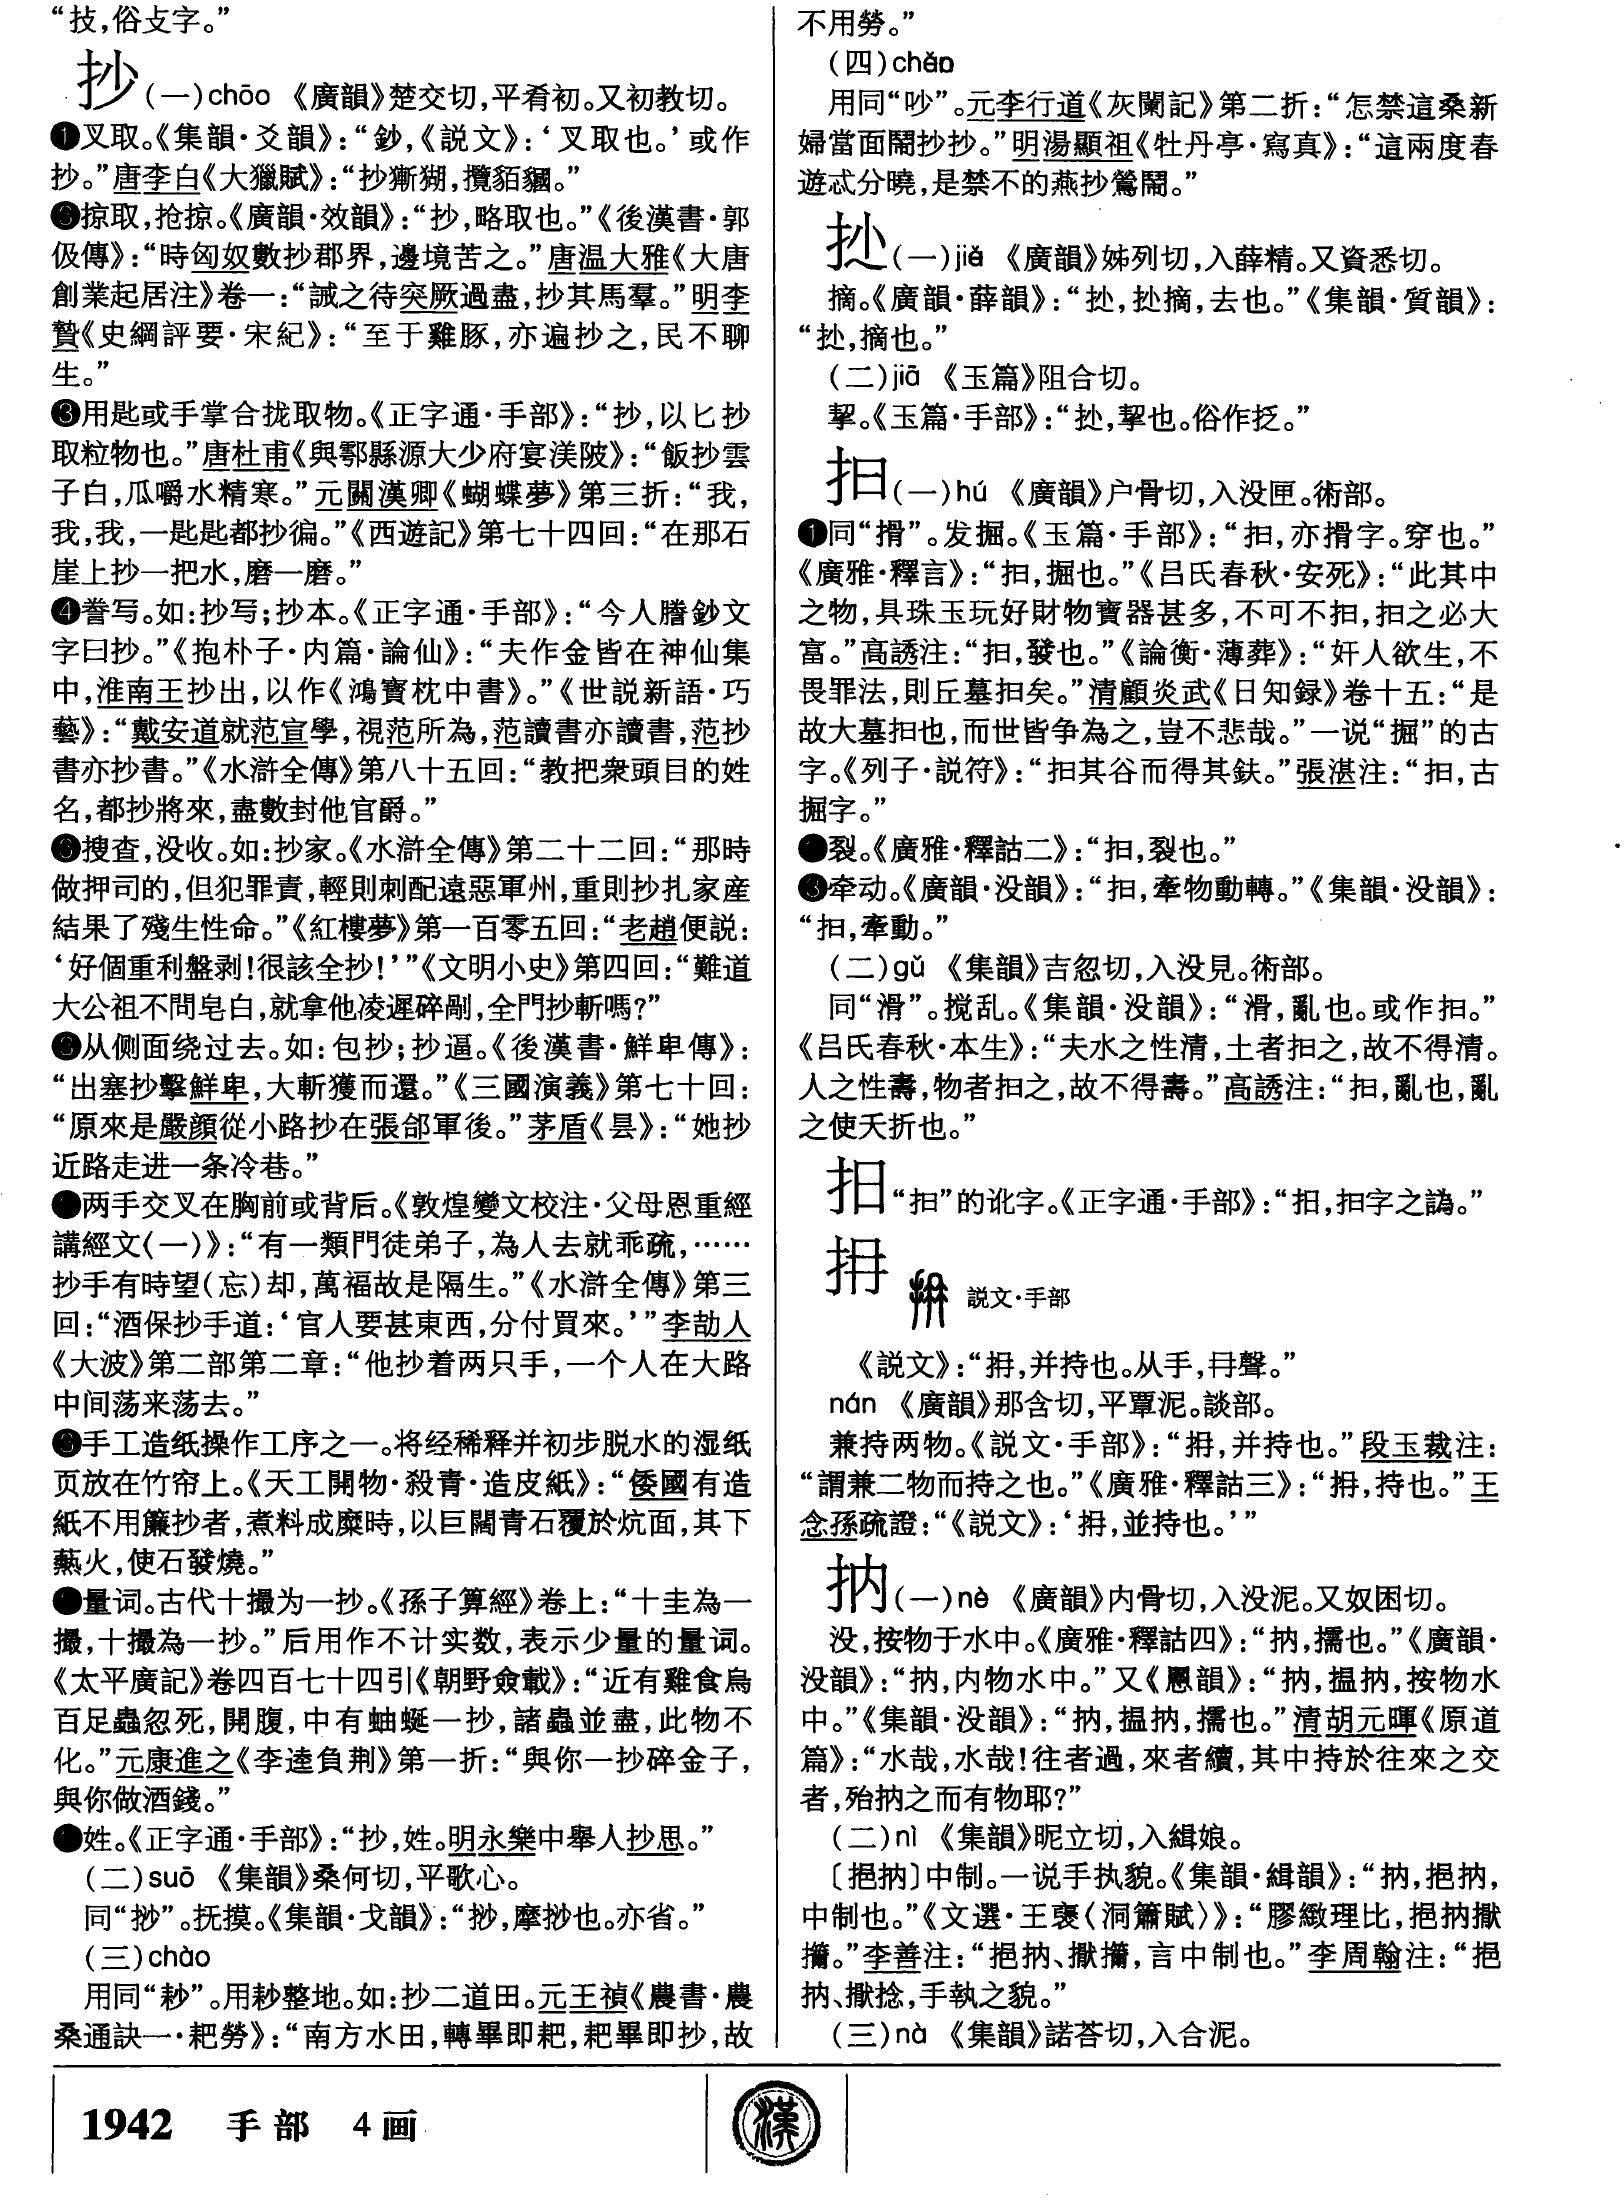 “技,俗攴字。”
抄(一)chāo 《廣韻》楚交切,平肴初。又初教切。
❶叉取。《集韻·爻韻》:“鈔,《説文》:‘叉取也。’或作
抄。”唐李白《大獵賦》:“抄獑猢,攬貊䝟。”
❷掠取,抢掠。《廣韻·效韻》:“抄,略取也。”《後漢書·郭
伋傳》:“時匈奴數抄郡界,邊境苦之。”唐温大雅《大唐
創業起居注》卷一:“誠之待突厥過盡,抄其馬羣。”明李
贄《史綱評要·宋紀》:“至于雞豚,亦遍抄之,民不聊
生。”
❸用匙或手掌合拢取物。《正字通·手部》:“抄,以匕抄
取粒物也。”唐杜甫《與鄠縣源大少府宴渼陂》:“飯抄雲
子白,瓜嚼水精寒。”元關漢卿《蝴蝶夢》第三折:“我,
我,我,一匙匙都抄徧。”《西遊記》第七十四回:“在那石
崖上抄一把水,磨一磨。”
❹誊写。如:抄写;抄本。《正字通·手部》:“今人謄鈔文
字曰抄。”《抱朴子·内篇·論仙》:“夫作金皆在神仙集
中,淮南王抄出,以作《鴻寶枕中書》。”《世説新語·巧
藝》:“戴安道就范宣學,視范所為,范讀書亦讀書,范抄
書亦抄書。”《水滸全傳》第八十五回:“教把衆頭目的姓
名,都抄將來,盡數封他官爵。”
❺搜查,没收。如:抄家。《水滸全傳》第二十二回:“那時
做押司的,但犯罪責,輕則刺配遠惡軍州,重則抄扎家産
結果了殘生性命。”《紅樓夢》第一百零五回:“老趙便説:
‘好個重利盤剥!很該全抄!’”《文明小史》第四回:“難道
大公祖不問皂白,就拿他凌遲碎剮,全門抄斬嗎?”
❻从侧面绕过去。如:包抄;抄逼。《後漢書·鮮卑傳》:
“出塞抄擊鮮卑,大斬獲而還。”《三國演義》第七十回:
“原來是嚴顔從小路抄在張郃軍後。”茅盾《昙》:“她抄
近路走进一条冷巷。”
❼两手交叉在胸前或背后。《敦煌變文校注·父母恩重經
講經文(一)》:“有一類門徒弟子,為人去就乖疏,……
抄手有時望(忘)却,萬福故是隔生。”《水滸全傳》第三
回:“酒保抄手道:‘官人要甚東西,分付買來。’”李劼人
《大波》第二部第二章:“他抄着两只手,一个人在大路
中间荡来荡去。”
❽手工造纸操作工序之一。将经稀释并初步脱水的湿纸
页放在竹帘上。《天工開物·殺青·造皮紙》:“倭國有造
紙不用簾抄者,煮料成糜時,以巨闊青石覆於炕面,其下
爇火,使石發燒。”
❾量词。古代十撮为一抄。《孫子算經》卷上:“十圭為一
撮,十撮為一抄。”后用作不计实数,表示少量的量词。
《太平廣記》卷四百七十四引《朝野僉載》:“近有雞食烏
百足蟲忽死,開腹,中有蚰蜒一抄,諸蟲並盡,此物不
化。”元康進之《李逵負荆》第一折:“與你一抄碎金子,
與你做酒錢。”
❿姓。《正字通·手部》:“抄,姓。明永樂中舉人抄思。”
(二)suō 《集韻》桑何切,平歌心。
同“挱”。抚摸。《集韻·戈韻》:“挱,摩挱也。亦省。”
(三)chào
用同“耖”。用耖整地。如:抄二道田。元王禎《農書·農
桑通訣一·耙勞》:“南方水田,轉畢即耙,耙畢即抄,故
不用勞。”
(四)chǎo
用同“吵”。元李行道《灰闌記》第二折:“怎禁這桑新
婦當面鬧抄抄。”明湯顯祖《牡丹亭·寫真》:“這兩度春
遊忒分曉,是禁不的燕抄鶯鬧。”
㧗(一)jiě 《廣韻》姊列切,入薛精。又資悉切。
摘。《廣韻·薛韻》:“㧗,㧗摘,去也。”《集韻·質韻》:
“㧗,摘也。”
(二)jiā 《玉篇》阻合切。
挈。《玉篇·手部》:“㧗,挈也。俗作抸。”
抇(一)hú 《廣韻》户骨切,入没匣。術部。
❶同“搰”。发掘。《玉篇·手部》:“抇,亦搰字。穿也。”
《廣雅·釋言》:“抇,掘也。”《吕氏春秋·安死》:“此其中
之物,具珠玉玩好財物寶器甚多,不可不抇,抇之必大
富。”高誘注:“抇,發也。”《論衡·薄葬》:“奸人欲生,不
畏罪法,則丘墓抇矣。”清顧炎武《日知録》卷十五:“是
故大墓抇也,而世皆争為之,豈不悲哉。”一说“掘”的古
字。《列子·説符》:“抇其谷而得其鈇。”張湛注:“抇,古
掘字。”
❷裂。《廣雅·釋詁二》:“抇,裂也。”
❸牵动。《廣韻·没韻》:“抇,牽物動轉。”《集韻·没韻》:
“抇,牽動。”
(二)gǔ 《集韻》吉忽切,入没見。術部。
同“滑”。搅乱。《集韻·没韻》:“滑,亂也。或作抇。”
《吕氏春秋·本生》:“夫水之性清,土者抇之,故不得清。
人之性壽,物者抇之,故不得壽。”高誘注:“抇,亂也,亂
之使夭折也。”
㧓“抇”的讹字。《正字通·手部》:“㧓,抇字之譌。”
抩 説文·手部
《説文》:“抩,并持也。从手,冄聲。”
nán 《廣韻》那含切,平覃泥。談部。
兼持两物。《説文·手部》:“抩,并持也。”段玉裁注:
“謂兼二物而持之也。”《廣雅·釋詁三》:“抩,持也。”王
念孫疏證:“《説文》:‘抩,並持也。’”
抐(一)nè 《廣韻》内骨切,入没泥。又奴困切。
没,按物于水中。《廣雅·釋詁四》:“抐,擩也。”《廣韻·
没韻》:“抐,内物水中。”又《慁韻》:“抐,揾抐,按物水
中。”《集韻·没韻》:“抐,揾抐,擩也。”清胡元暉《原道
篇》:“水哉,水哉!往者過,來者續,其中持於往來之交
者,殆抐之而有物耶?”
(二)nì 《集韻》昵立切,入緝娘。
〔挹抐〕中制。一说手执貌。《集韻·緝韻》:“抐,挹抐,
中制也。”《文選·王襃〈洞簫賦〉》:“膠緻理比,挹抐撠
擶。”李善注:“挹抐、擫㩎,言中制也。”李周翰注:“挹
抐、擫捻,手執之貌。”
(三)nà 《集韻》諾荅切,入合泥。
1942 手部 4画
漢